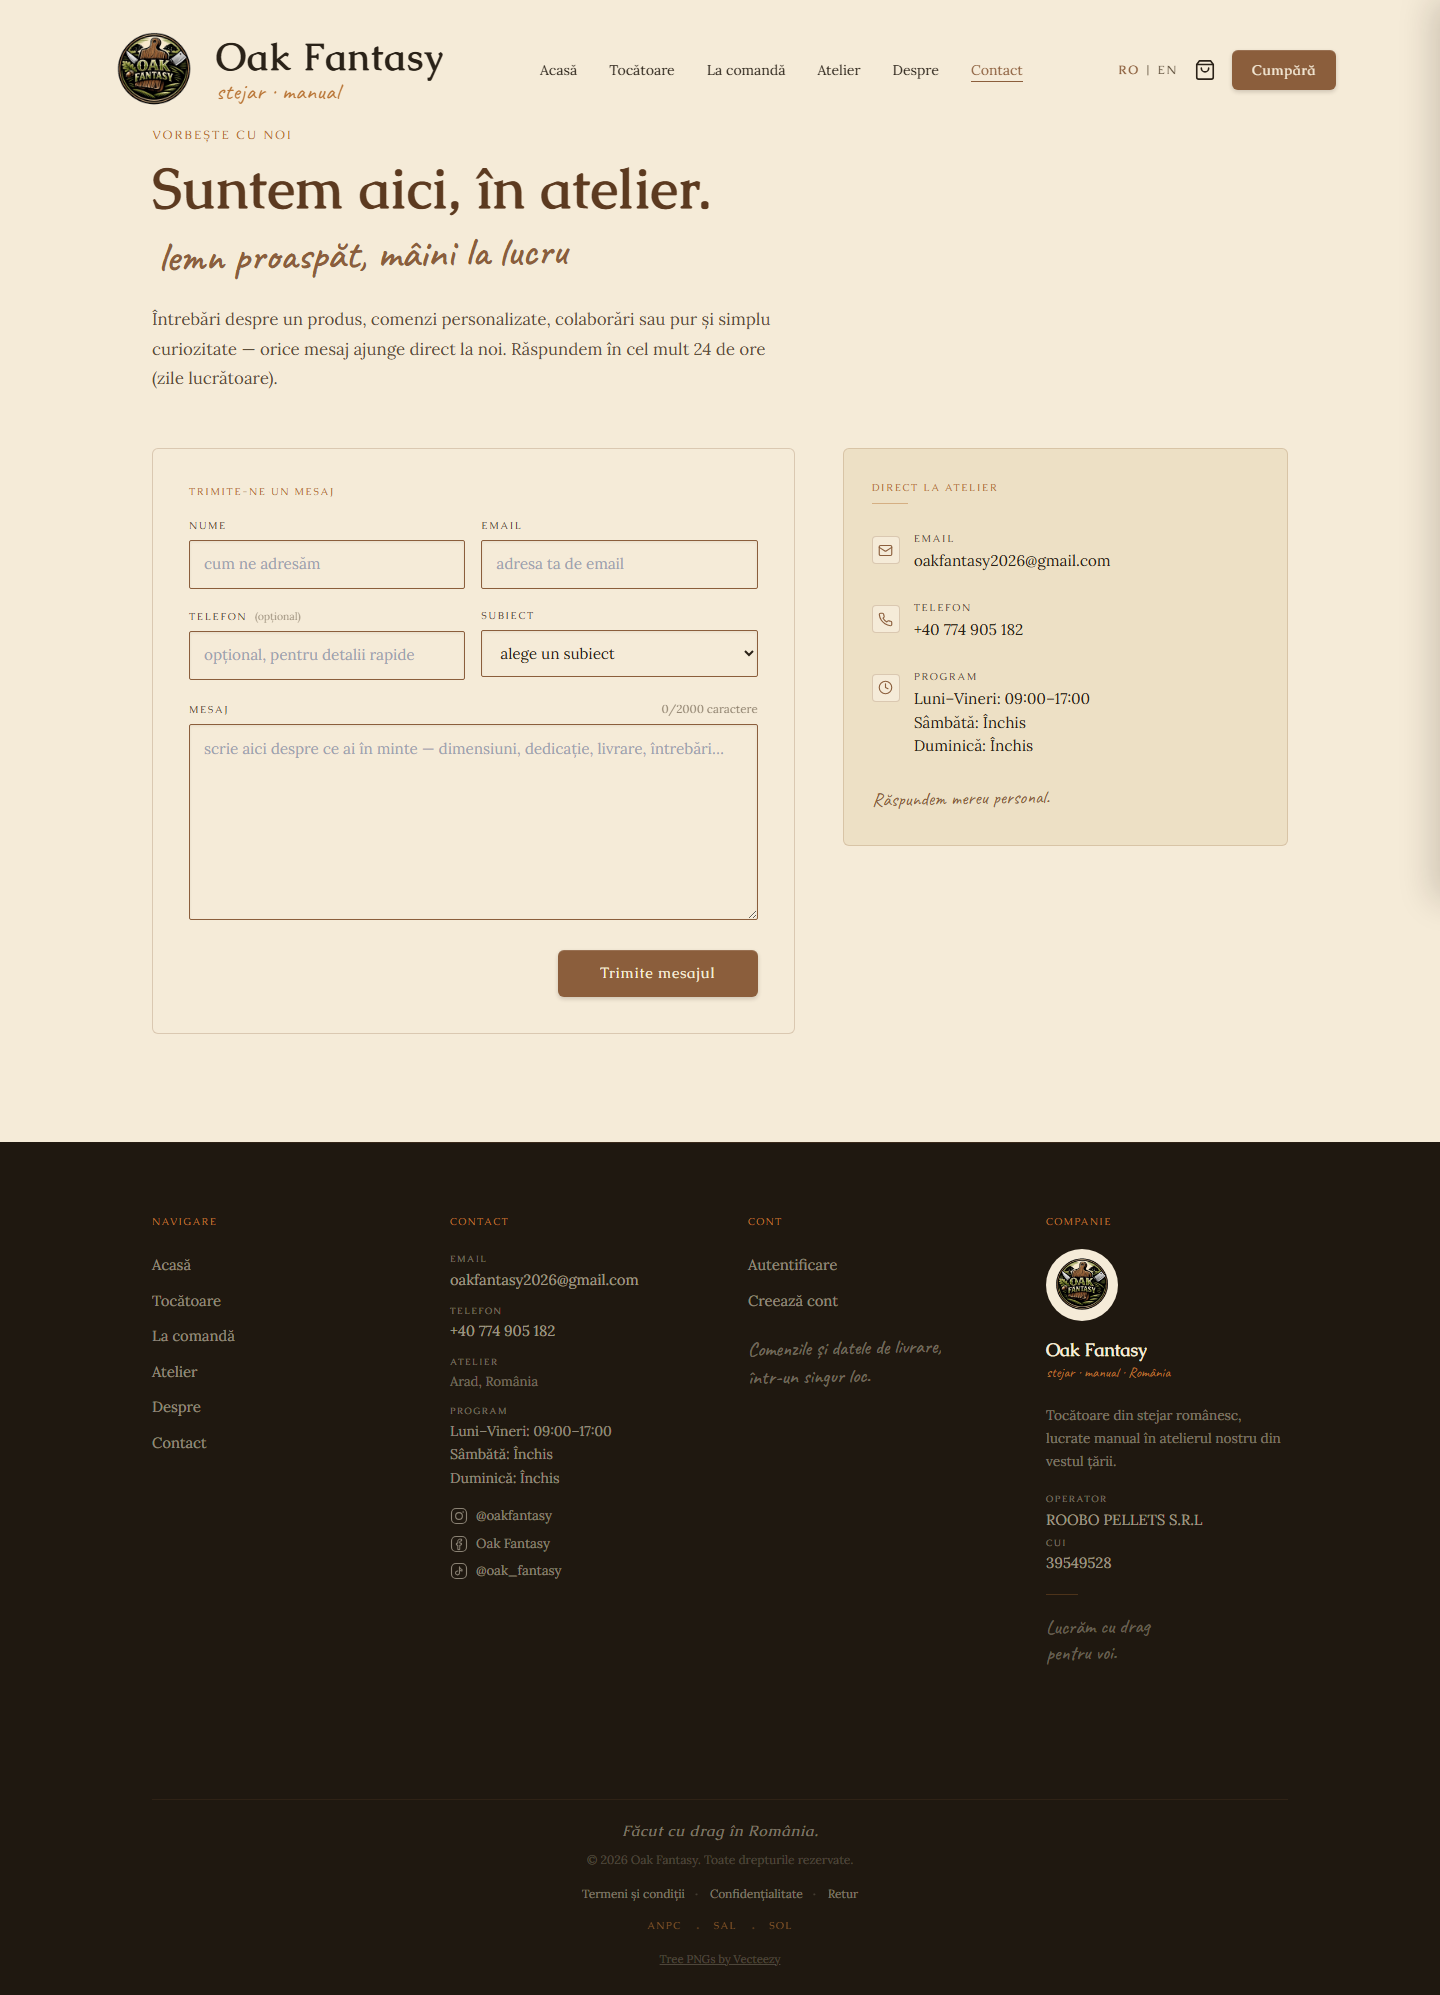 OAK FANTASY
Oak Fantasy
stejar · manual
Acasă
Tocătoare
La comandă
Atelier
Despre
Contact
RO | EN
Cumpără
VORBEȘTE CU NOI
Suntem aici, în atelier.
lemn proaspăt, mâini la lucru
Întrebări despre un produs, comenzi personalizate, colaborări sau pur și simplu
curiozitate — orice mesaj ajunge direct la noi. Răspundem în cel mult 24 de ore
(zile lucrătoare).
TRIMITE-NE UN MESAJ
NUME
cum ne adresăm
EMAIL
adresa ta de email
TELEFON (opțional)
opțional, pentru detalii rapide
SUBIECT
alege un subiect
MESAJ
0/2000 caractere
scrie aici despre ce ai în minte — dimensiuni, dedicație, livrare, întrebări...
Trimite mesajul
DIRECT LA ATELIER
EMAIL
oakfantasy2026@gmail.com
TELEFON
+40 774 905 182
PROGRAM
Luni–Vineri: 09:00–17:00
Sâmbătă: Închis
Duminică: Închis
Răspundem mereu personal.
NAVIGARE
Acasă
Tocătoare
La comandă
Atelier
Despre
Contact
CONTACT
EMAIL
oakfantasy2026@gmail.com
TELEFON
+40 774 905 182
ATELIER
Arad, România
PROGRAM
Luni–Vineri: 09:00–17:00
Sâmbătă: Închis
Duminică: Închis
@oakfantasy
Oak Fantasy
@oak_fantasy
CONT
Autentificare
Creează cont
Comenzile și datele de livrare,
într-un singur loc.
COMPANIE
OAK FANTASY
Oak Fantasy
stejar · manual · România
Tocătoare din stejar românesc,
lucrate manual în atelierul nostru din
vestul țării.
OPERATOR
ROOBO PELLETS S.R.L
CUI
39549528
Lucrăm cu drag
pentru voi.
Făcut cu drag în România.
© 2026 Oak Fantasy. Toate drepturile rezervate.
Termeni și condiții · Confidențialitate · Retur
ANPC . SAL . SOL
Tree PNGs by Vecteezy